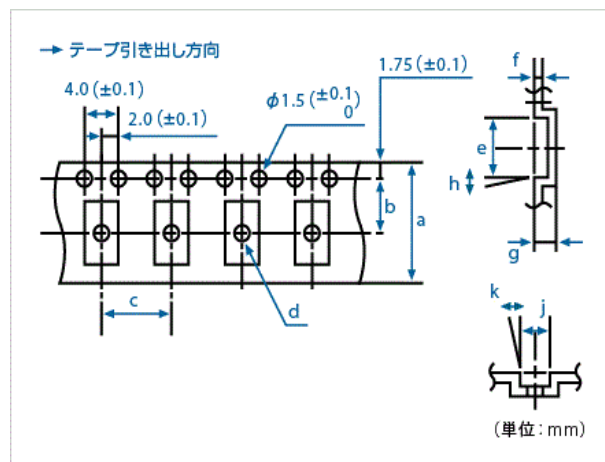 → テープ引き出し方向
f
1.75 (±0.1)
4.0 (±0.1)
φ1.5 (±0.1 0)
2.0 (±0.1)
e
h
b
a
g
c
d
k
j
(単位:mm)